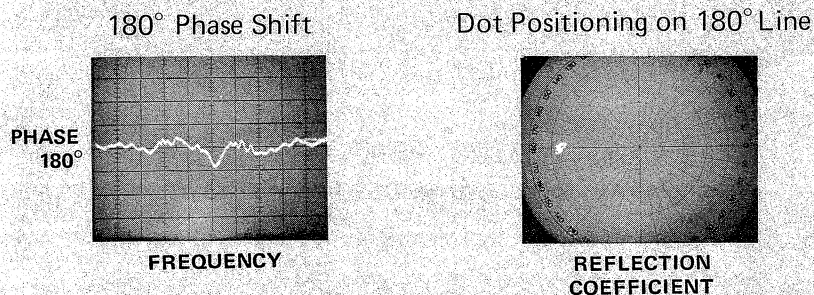 180° Phase Shift
Dot Positioning on 180° Line
PHASE
180°
FREQUENCY
REFLECTION
COEFFICIENT